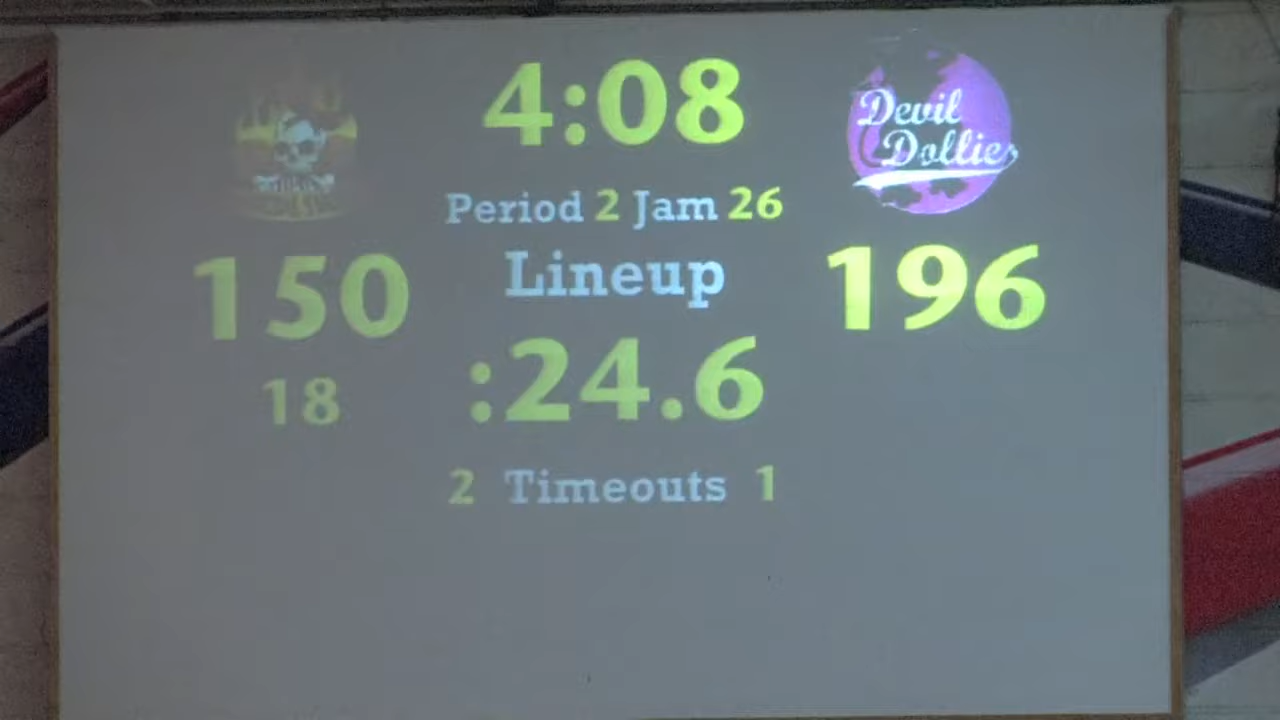 4:08
Devil
Dollies
Period 2 Jam 26
150
Lineup
196
18
:24.6
2 Timeouts 1